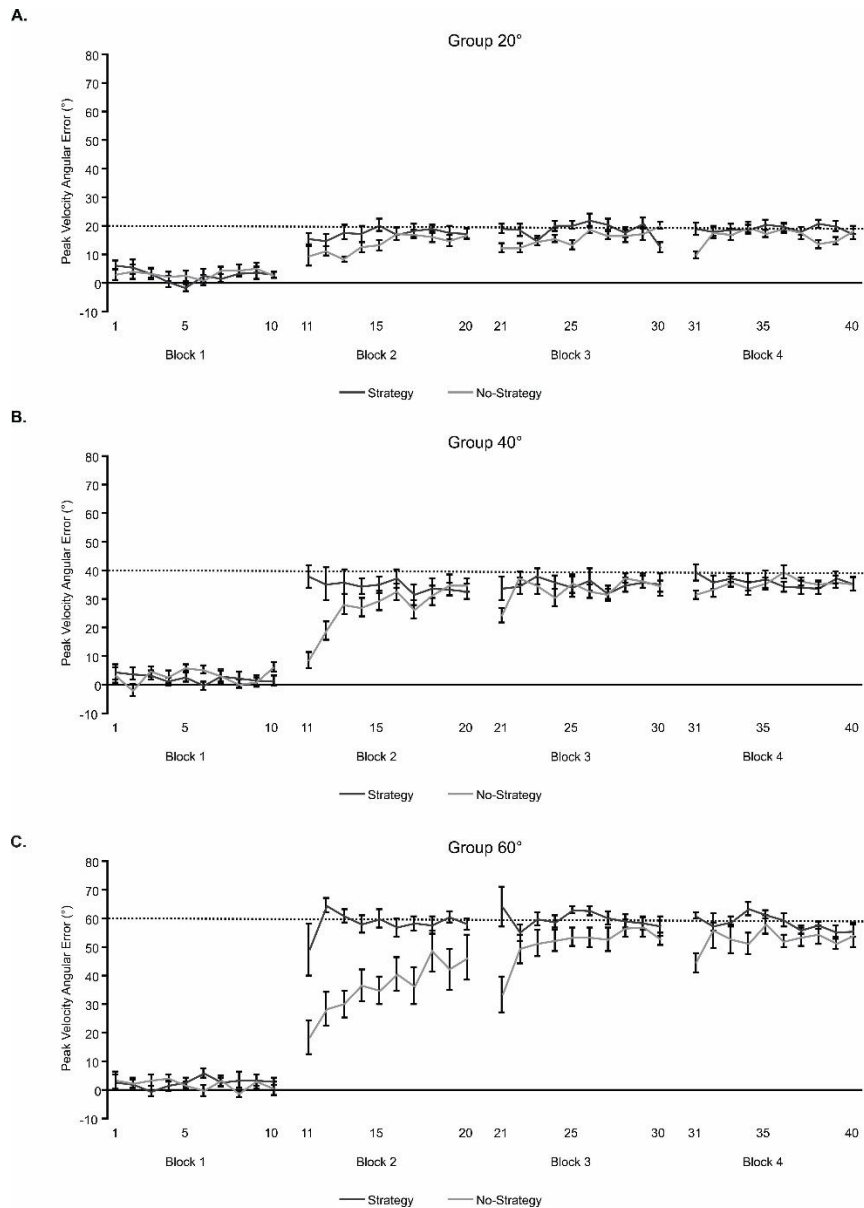 A.
Group 20°
Peak Velocity Angular Error (°)
80
70
60
50
40
30
20
10
0
-10
1 5 10 11 15 20 21 25 30 31 35 40
Block 1 Block 2 Block 3 Block 4
Strategy No-Strategy
B.
Group 40°
Peak Velocity Angular Error (°)
80
70
60
50
40
30
20
10
0
-10
1 5 10 11 15 20 21 25 30 31 35 40
Block 1 Block 2 Block 3 Block 4
Strategy No-Strategy
C.
Group 60°
Peak Velocity Angular Error (°)
80
70
60
50
40
30
20
10
0
-10
1 5 10 11 15 20 21 25 30 31 35 40
Block 1 Block 2 Block 3 Block 4
Strategy No-Strategy